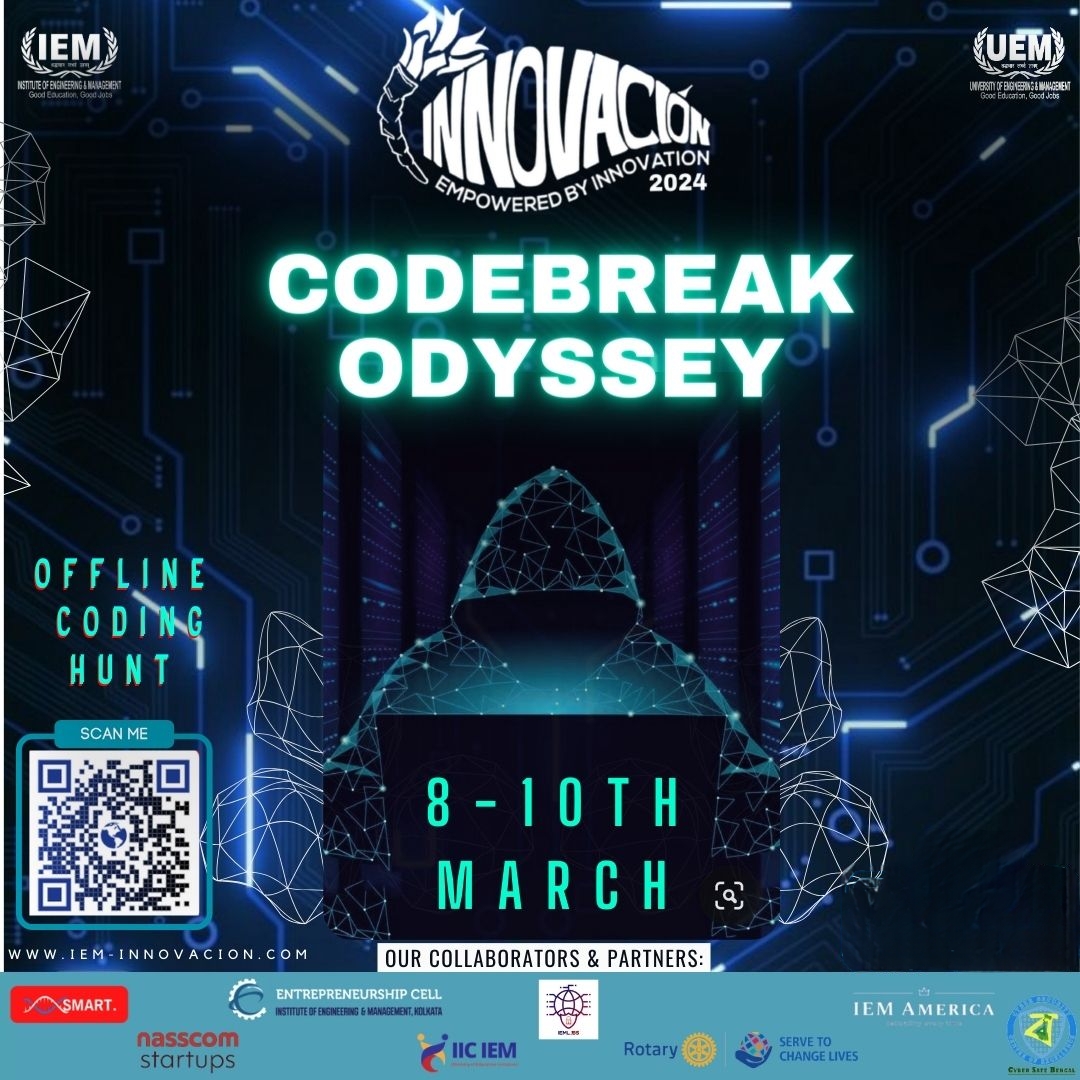 IEM
INSTITUTE OF ENGINEERING & MANAGEMENT
Good Education, Good Jobs
UEM
UNIVERSITY OF ENGINEERING & MANAGEMENT
Good Education, Good Jobs
INNOVACIÓN
EMPOWERED BY INNOVATION
2024
CODEBREAK
ODYSSEY
OFFLINE
CODING
HUNT
SCAN ME
8-10TH
MARCH
WWW.IEM-INNOVACION.COM
OUR COLLABORATORS & PARTNERS:
SMART.
ENTREPRENEURSHIP CELL
INSTITUTE OF ENGINEERING & MANAGEMENT, KOLKATA
IEM AMERICA
nasscom
startups
IIC IEM
Rotary
SERVE TO
CHANGE LIVES
CYBER SAFE BENGAL